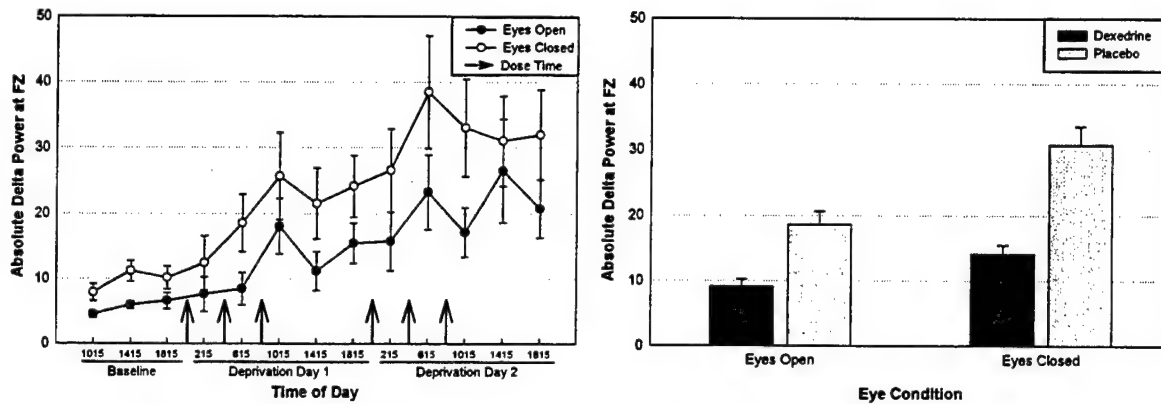 50
40
30
20
10
0
Absolute Delta Power at FZ
Eyes Open
Eyes Closed
Dose Time
1015 1415 1815 215 615 1015 1415 1815 215 615 1015 1415 1815
Baseline Deprivation Day 1 Deprivation Day 2
Time of Day
50
40
30
20
10
0
Absolute Delta Power at FZ
Dexedrine
Placebo
Eyes Open Eyes Closed
Eye Condition